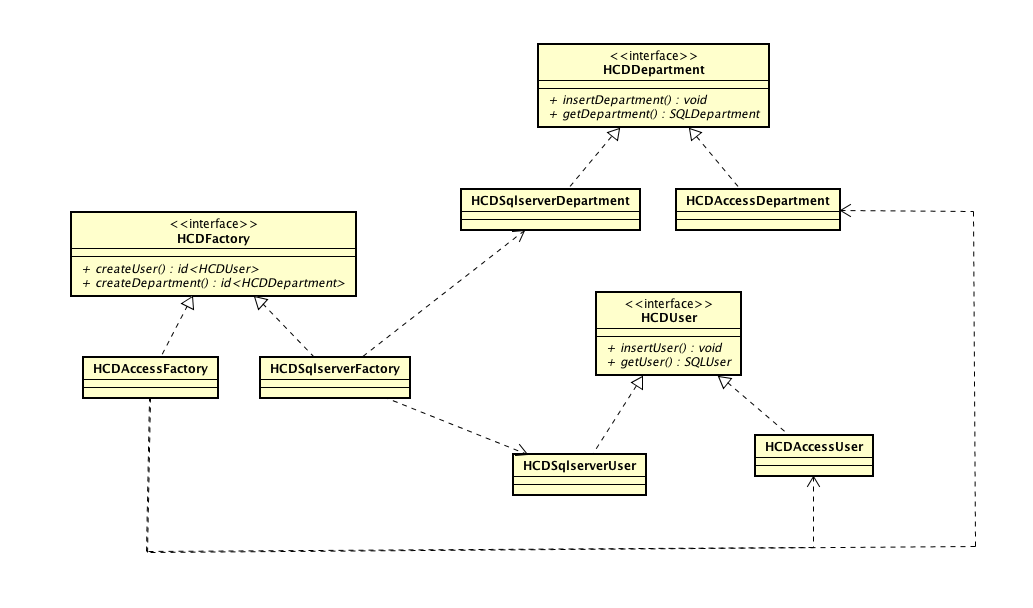 <<interface>>
HCDDepartment
+ insertDepartment() : void
+ getDepartment() : SQLDepartment
HCDSqlserverDepartment
HCDAccessDepartment
<<interface>>
HCDFactory
+ createUser() : id<HCDUser>
+ createDepartment() : id<HCDDepartment>
<<interface>>
HCDUser
+ insertUser() : void
+ getUser() : SQLUser
HCDAccessFactory
HCDSqlserverFactory
HCDSqlserverUser
HCDAccessUser